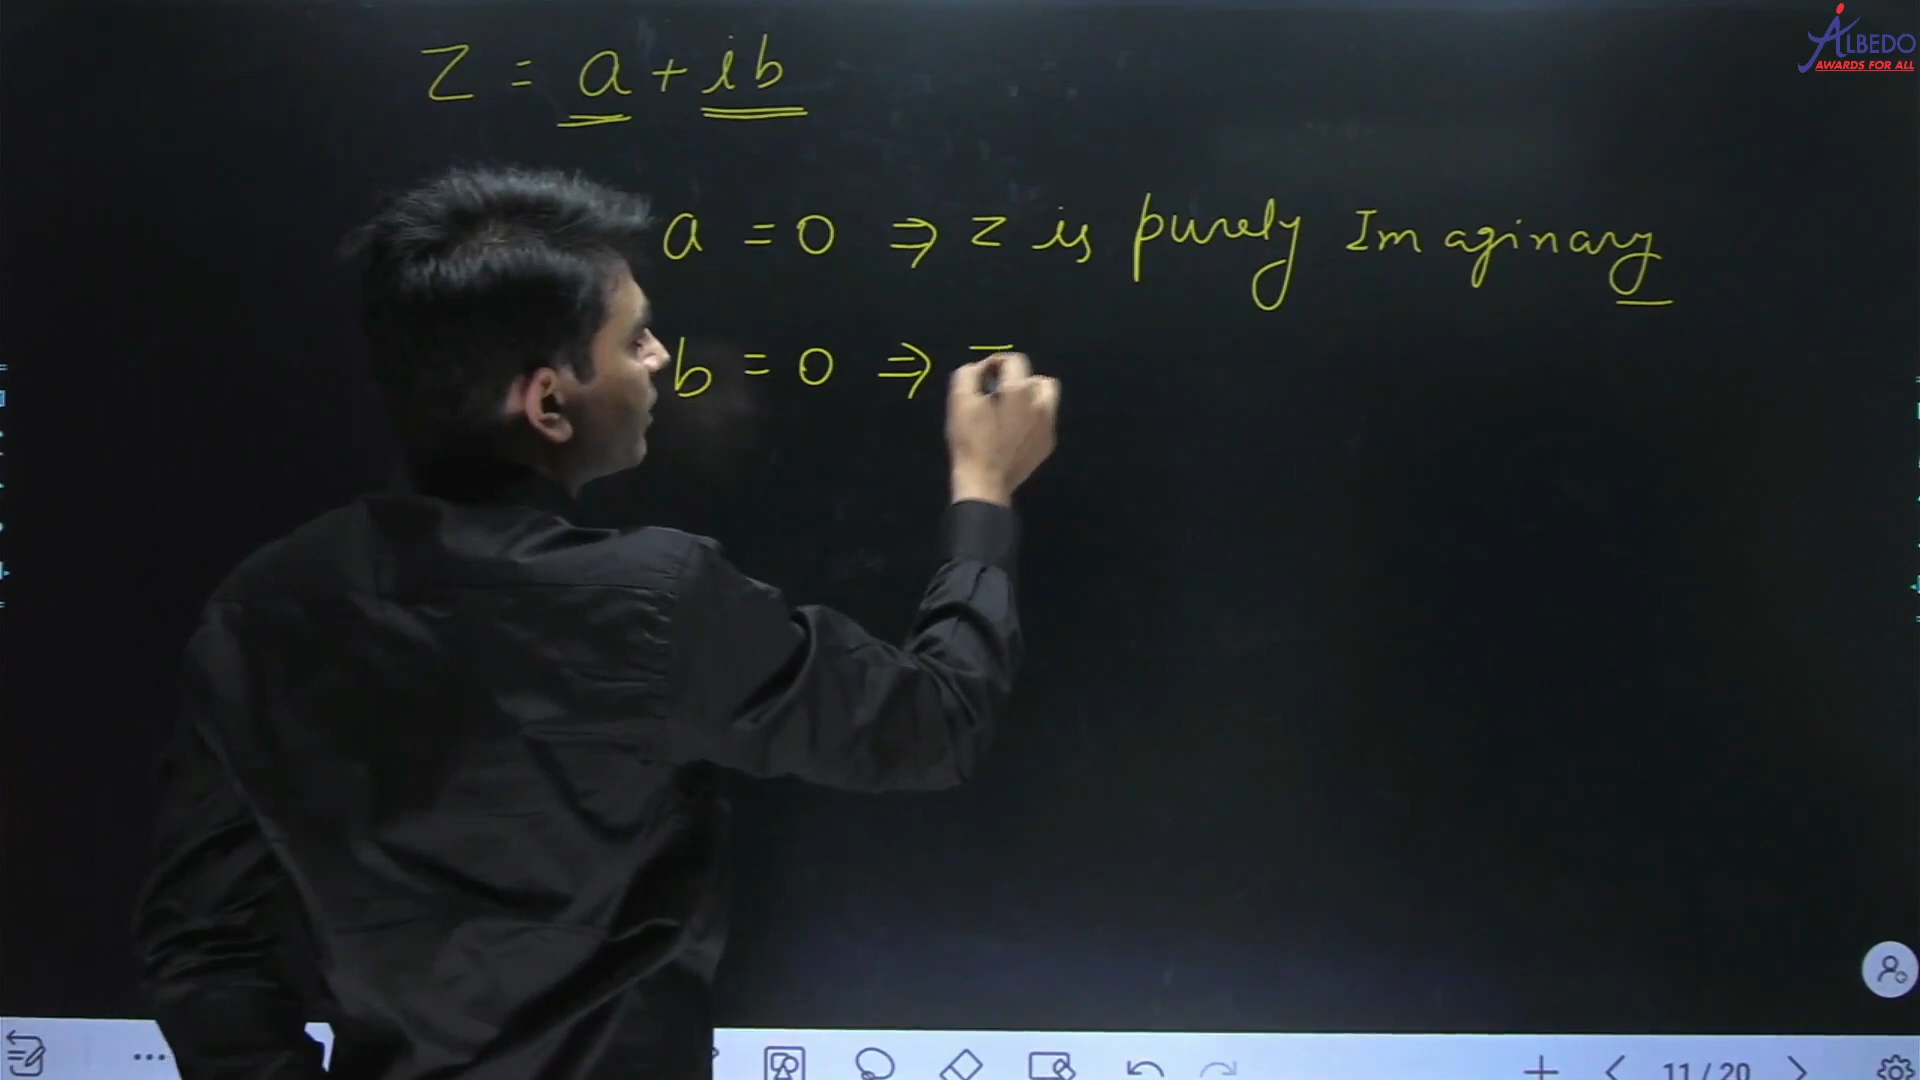 z = a + ib
a = 0 ⇒ z is purely Imaginary
b = 0 ⇒
ALBEDO
AWARDS FOR ALL
11/20